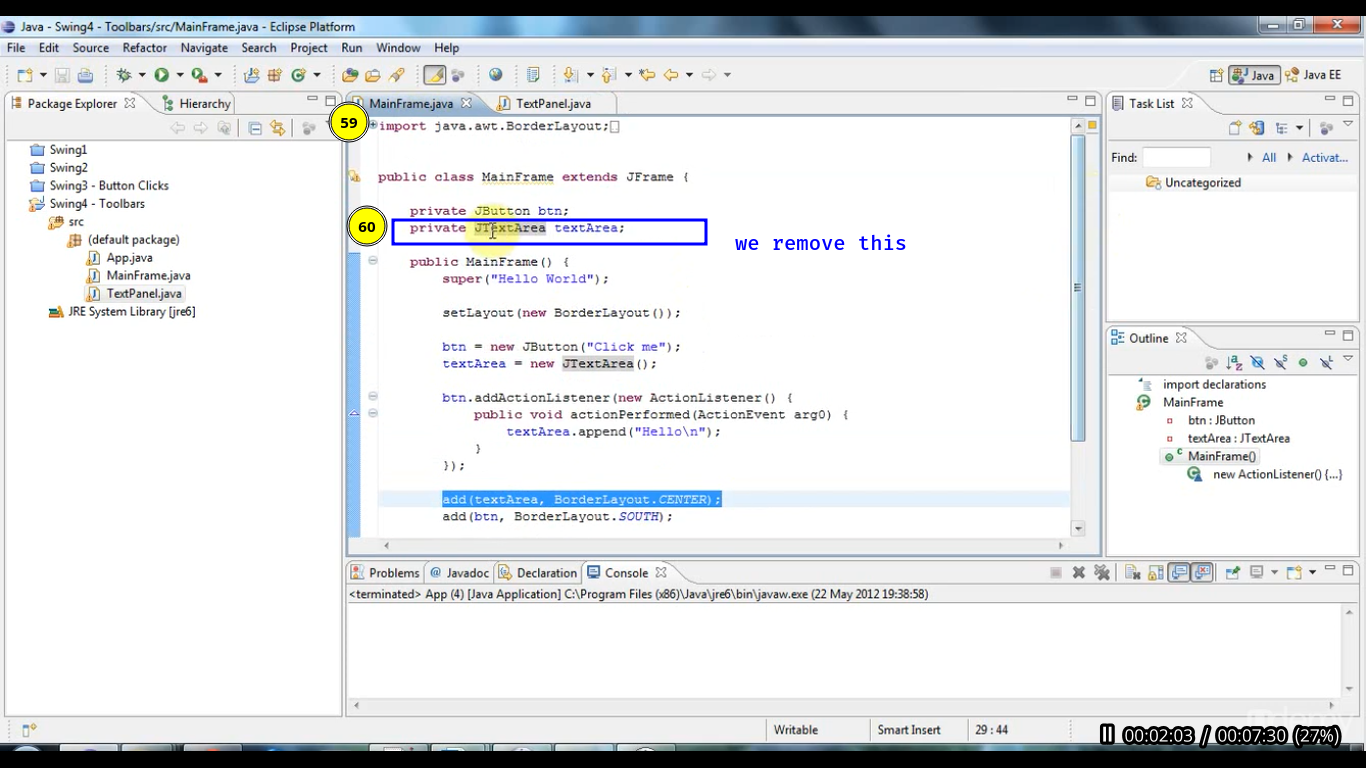 Java - Swing4 - Toolbars/src/MainFrame.java - Eclipse Platform
File Edit Source Refactor Navigate Search Project Run Window Help
Java Java EE
Package Explorer Hierarchy
Swing1
Swing2
Swing3 - Button Clicks
Swing4 - Toolbars
src
(default package)
App.java
MainFrame.java
TextPanel.java
JRE System Library [jre6]
MainFrame.java TextPanel.java
59
import java.awt.BorderLayout;
public class MainFrame extends JFrame {
private JButton btn;
60
private JTextArea textArea;
we remove this
public MainFrame() {
super("Hello World");
setLayout(new BorderLayout());
btn = new JButton("Click me");
textArea = new JTextArea();
btn.addActionListener(new ActionListener() {
public void actionPerformed(ActionEvent arg0) {
textArea.append("Hello\n");
}
});
add(textArea, BorderLayout.CENTER);
add(btn, BorderLayout.SOUTH);
Task List
Find: All Activat...
Uncategorized
Outline
import declarations
MainFrame
btn : JButton
textArea : JTextArea
MainFrame()
new ActionListener() {...}
Problems @ Javadoc Declaration Console
<terminated> App (4) [Java Application] C:\Program Files (x86)\Java\jre6\bin\javaw.exe (22 May 2012 19:38:58)
Writable Smart Insert 29 : 44
00:02:03 / 00:07:30 (27%)